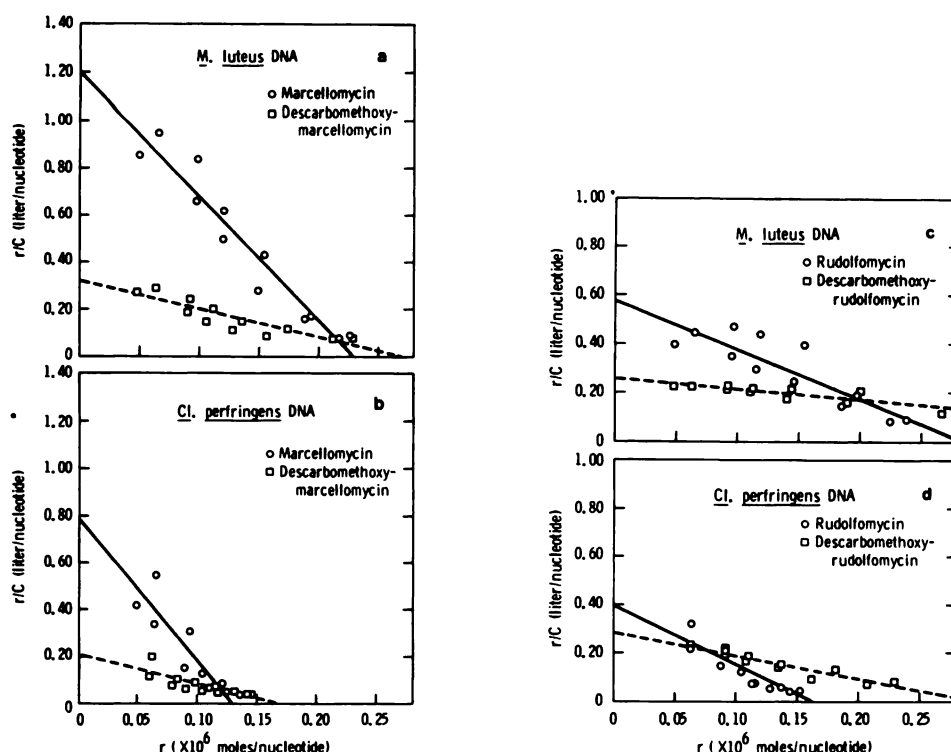 1.40
1.20
1.00
0.80
0.60
0.40
0.20
0
r/C (liter/nucleotide)
M. luteus DNA
a
Marcellomycin
Descarbomethoxy-
marcellomycin
1.40
1.20
1.00
0.80
0.60
0.40
0.20
0
r/C (liter/nucleotide)
Cl. perfringens DNA
b
Marcellomycin
Descarbomethoxy-
marcellomycin
0 0.05 0.10 0.15 0.20 0.25
r (X10⁶ moles/nucleotide)
1.00
0.80
0.60
0.40
0.20
0
r/C (liter/nucleotide)
M. luteus DNA
c
Rudolfomycin
Descarbomethoxy-
rudolfomycin
1.00
0.80
0.60
0.40
0.20
0
r/C (liter/nucleotide)
Cl. perfringens DNA
d
Rudolfomycin
Descarbomethoxy-
rudolfomycin
0 0.05 0.10 0.15 0.20 0.25
r (X10⁶ moles/nucleotide)